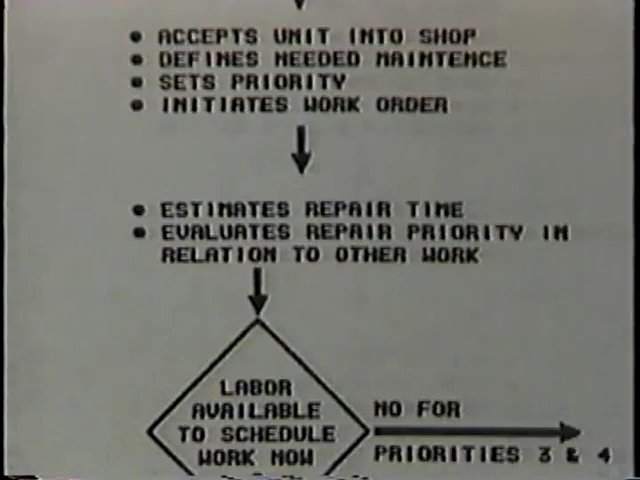 • ACCEPTS UNIT INTO SHOP
• DEFINES NEEDED MAINTENCE
• SETS PRIORITY
• INITIATES WORK ORDER
• ESTIMATES REPAIR TIME
• EVALUATES REPAIR PRIORITY IN
RELATION TO OTHER WORK
LABOR
AVAILABLE
TO SCHEDULE
WORK NOW
NO FOR
PRIORITIES 3 & 4